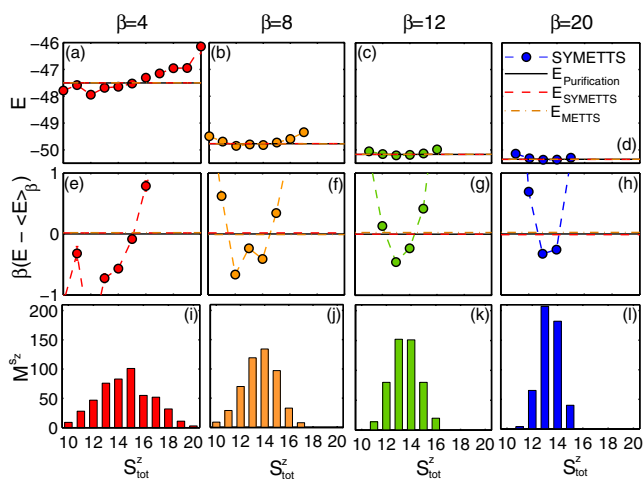 β=4 β=8 β=12 β=20
(a) (b) (c) (d)
−46
−47
−48
−49
−50
E
SYMETTS
E_Purification
E_SYMETTS
E_METTS
(e) (f) (g) (h)
1
0
−1
β(E − <E>_β)
(i) (j) (k) (l)
200
150
100
50
0
M^{S_z}
10 12 14 16 18 20 10 12 14 16 18 20 12 14 16 18 20 12 14 16 18 20
S^z_tot S^z_tot S^z_tot S^z_tot